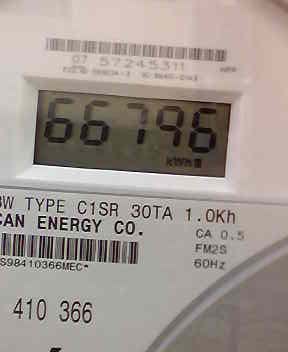 07 57245311
66796
kWh
3W TYPE C1SR 30TA 1.0Kh
CAN ENERGY CO.
CA 0.5
FM2S
60Hz
S98410366MEC*
410 366